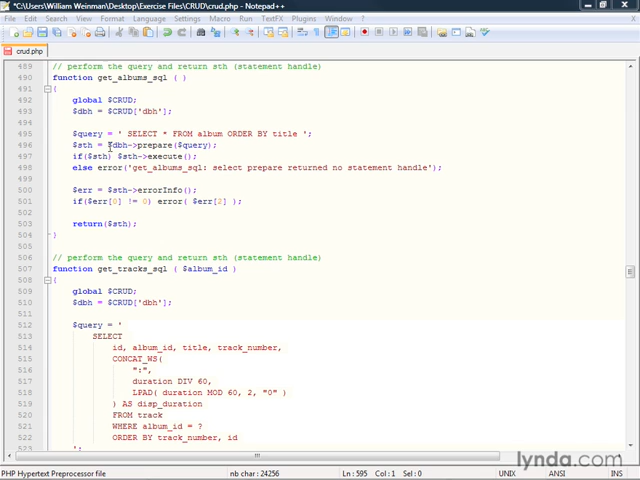 *C:\Users\William Weinman\Desktop\Exercise Files\CRUD\crud.php - Notepad++
File Edit Search View Format Language Settings Macro Run TextFX Plugins Window ?
crud.php
489 // perform the query and return sth (statement handle)
490 function get_albums_sql ( )
491 {
492 global $CRUD;
493 $dbh = $CRUD['dbh'];
494
495 $query = ' SELECT * FROM album ORDER BY title ';
496 $sth = $dbh->prepare($query);
497 if($sth) $sth->execute();
498 else error('get_albums_sql: select prepare returned no statement handle');
499
500 $err = $sth->errorInfo();
501 if($err[0] != 0) error( $err[2] );
502
503 return($sth);
504 }
505
506 // perform the query and return sth (statement handle)
507 function get_tracks_sql ( $album_id )
508 {
509 global $CRUD;
510 $dbh = $CRUD['dbh'];
511
512 $query = '
513 SELECT
514 id, album_id, title, track_number,
515 CONCAT_WS(
516 ":",
517 duration DIV 60,
518 LPAD( duration MOD 60, 2, "0" )
519 ) AS disp_duration
520 FROM track
521 WHERE album_id = ?
522 ORDER BY track_number, id
523 ';
PHP Hypertext Preprocessor file nb char: 24256 Ln: 595 Col: 1 Sel: 0 UNIX ANSI INS
lynda.com